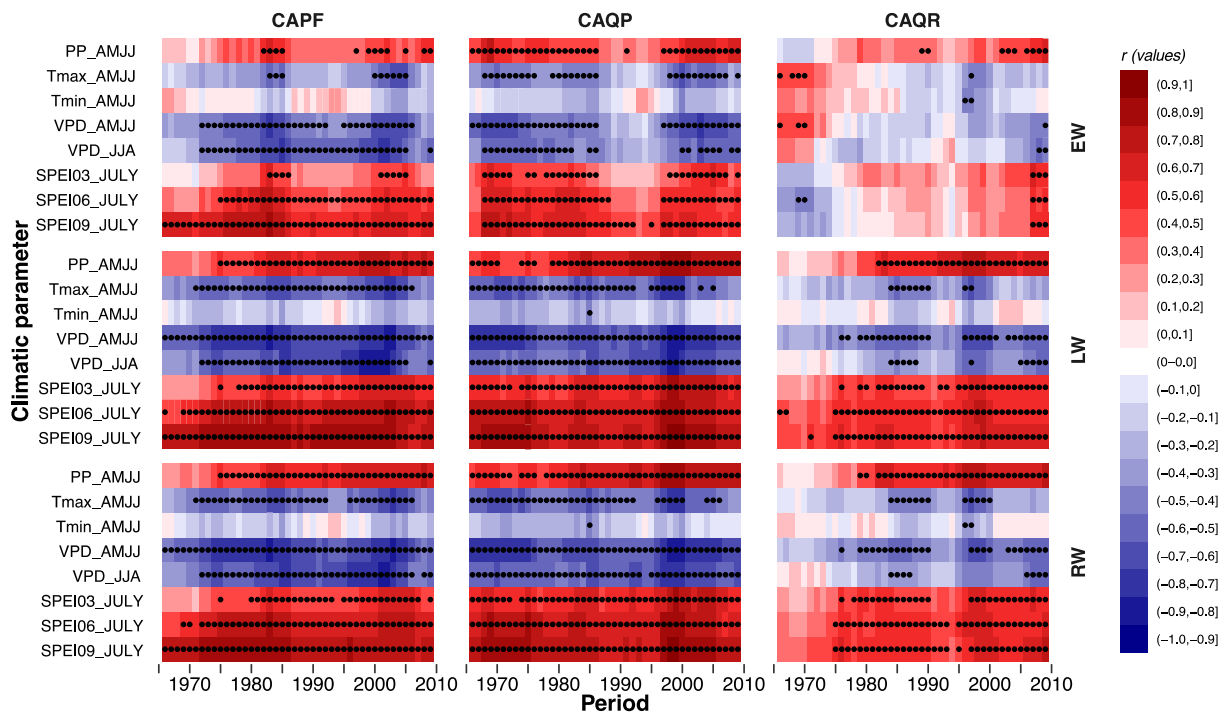 CAPF CAQP CAQR
r (values)
Climatic parameter
PP_AMJJ
Tmax_AMJJ
Tmin_AMJJ
VPD_AMJJ
VPD_JJA
SPEI03_JULY
SPEI06_JULY
SPEI09_JULY
EW
PP_AMJJ
Tmax_AMJJ
Tmin_AMJJ
VPD_AMJJ
VPD_JJA
SPEI03_JULY
SPEI06_JULY
SPEI09_JULY
LW
PP_AMJJ
Tmax_AMJJ
Tmin_AMJJ
VPD_AMJJ
VPD_JJA
SPEI03_JULY
SPEI06_JULY
SPEI09_JULY
RW
1970 1980 1990 2000 2010 1970 1980 1990 2000 2010 1970 1980 1990 2000 2010
Period
(0.9,1]
(0.8,0.9]
(0.7,0.8]
(0.6,0.7]
(0.5,0.6]
(0.4,0.5]
(0.3,0.4]
(0.2,0.3]
(0.1,0.2]
(0,0.1]
(0−0.0]
(−0.1,0]
(−0.2,−0.1]
(−0.3,−0.2]
(−0.4,−0.3]
(−0.5,−0.4]
(−0.6,−0.5]
(−0.7,−0.6]
(−0.8,−0.7]
(−0.9,−0.8]
(−1.0,−0.9]